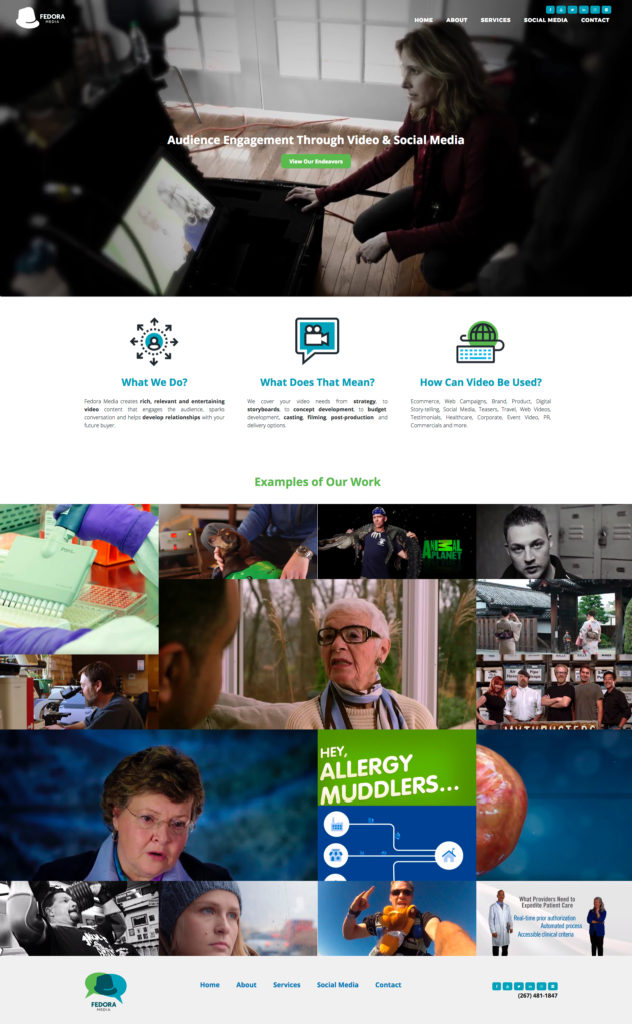 FEDORA
MEDIA
HOME ABOUT SERVICES SOCIAL MEDIA CONTACT
Audience Engagement Through Video & Social Media
View Our Endeavers
What We Do?
Fedora Media creates rich, relevant and entertaining
video content that engages the audience, sparks
conversation and helps develop relationships with your
future buyer.
What Does That Mean?
We cover your video needs from strategy, to
storyboards, to concept development, to budget
development, casting, filming, post-production and
delivery options.
How Can Video Be Used?
Ecommerce, Web Campaigns, Brand, Product, Digital
Story-telling, Social Media, Teasers, Travel, Web Videos,
Testimonials, Healthcare, Corporate, Event Video, PR,
Commercials and more.
Examples of Our Work
ANIMAL
PLANET
MYTHBUSTERS
HEY,
ALLERGY
MUDDLERS...
What Providers Need to
Expedite Patient Care
Real-time prior authorization
Automated process
Accessible clinical criteria
FEDORA
MEDIA
Home About Services Social Media Contact
(267) 481-1847